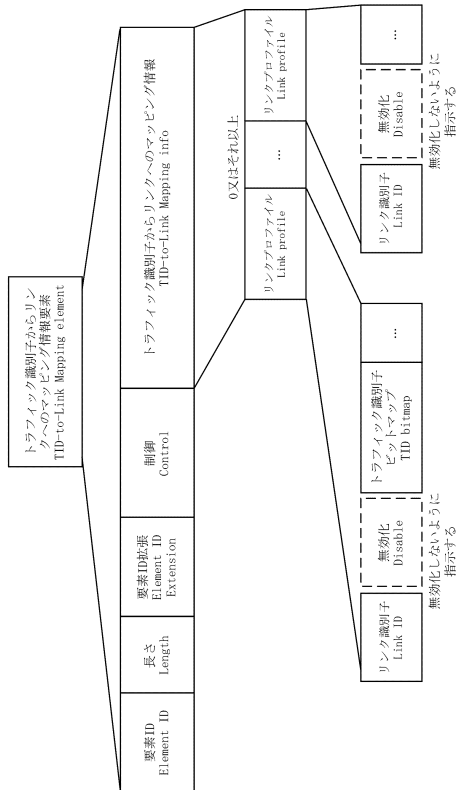 トラフィック識別子からリン
クへのマッピング情報要素
TID-to-Link Mapping element
要素ID
Element ID
長さ
Length
要素ID拡張
Element ID
Extension
制御
Control
トラフィック識別子からリンクへのマッピング情報
TID-to-Link Mapping info
0又はそれ以上
リンクプロファイル
Link profile
...
リンクプロファイル
Link profile
リンク識別子
Link ID
無効化
Disable
無効化しないように
指示する
トラフィック識別子
ビットマップ
TID bitmap
...
リンク識別子
Link ID
無効化
Disable
無効化しないように
指示する
...